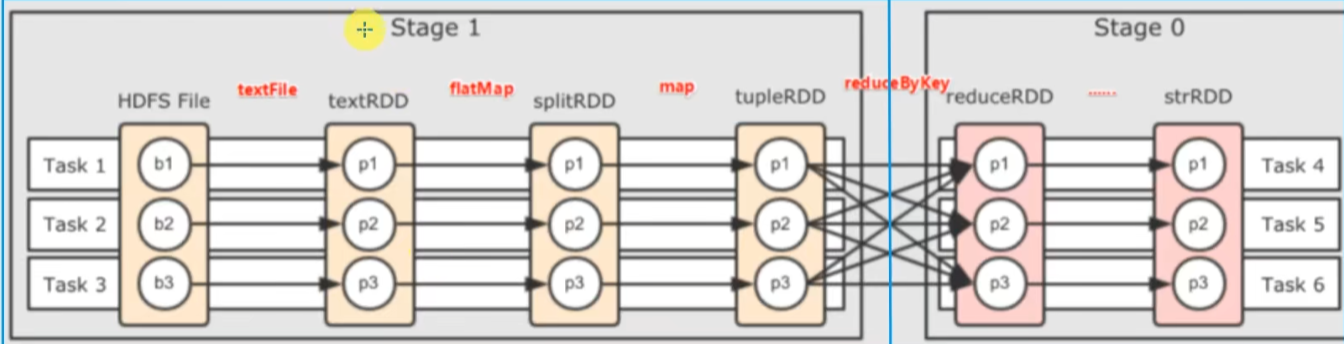 Stage 1
Stage 0
HDFS File
textFile
textRDD
flatMap
splitRDD
map
tupleRDD
reduceByKey
reduceRDD
......
strRDD
Task 1
b1
p1
p1
p1
p1
p1
Task 4
Task 2
b2
p2
p2
p2
p2
p2
Task 5
Task 3
b3
p3
p3
p3
p3
p3
Task 6